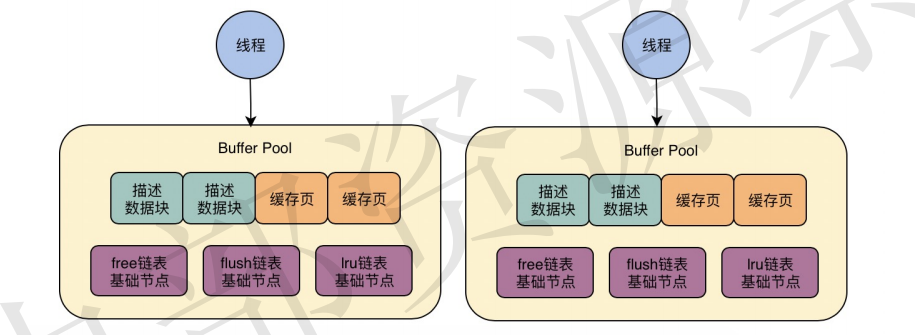 线程
线程
Buffer Pool
描述
数据块
描述
数据块
缓存页
缓存页
free链表
基础节点
flush链表
基础节点
lru链表
基础节点
Buffer Pool
描述
数据块
描述
数据块
缓存页
缓存页
free链表
基础节点
flush链表
基础节点
lru链表
基础节点